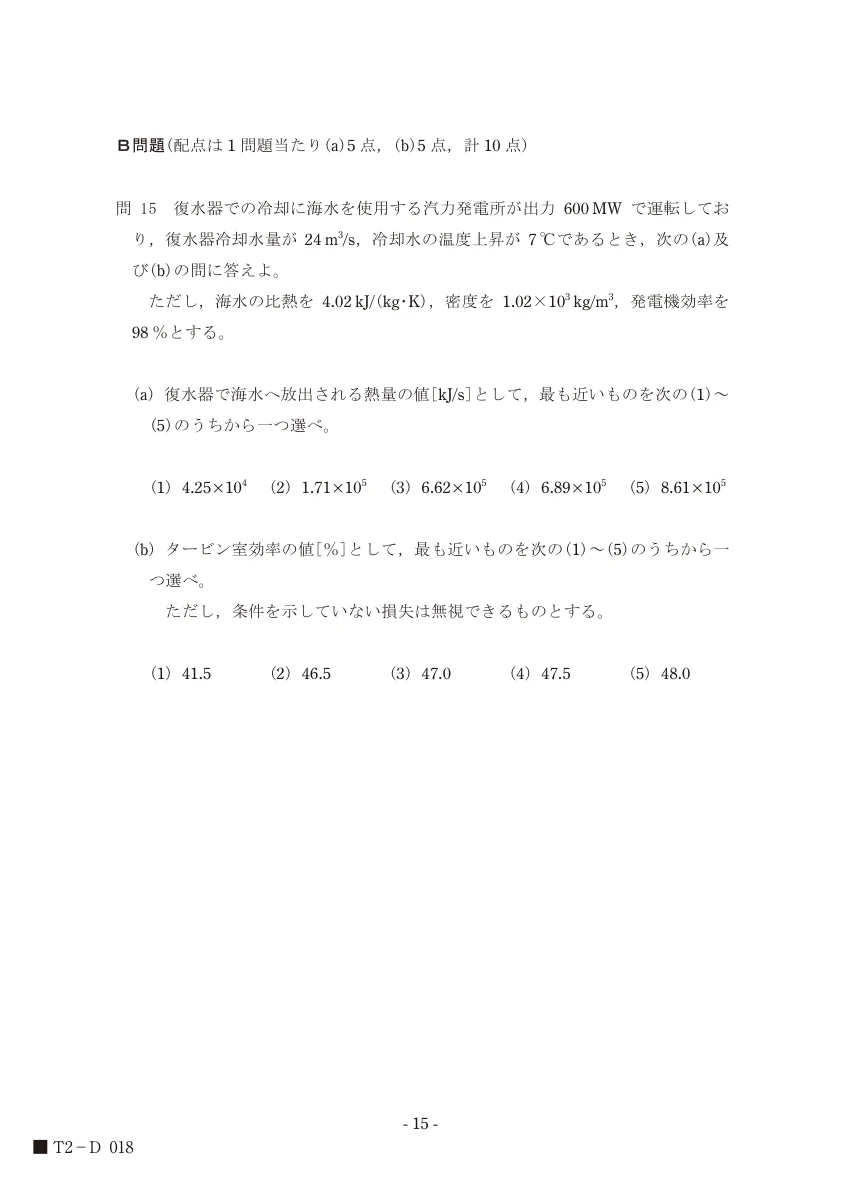 B問題(配点は1問題当たり(a)5点，(b)5点，計10点)
問 15　復水器での冷却に海水を使用する汽力発電所が出力 600 MW で運転してお
り，復水器冷却水量が 24 m³/s，冷却水の温度上昇が 7 ℃であるとき，次の(a)及
び(b)の問に答えよ。
ただし，海水の比熱を 4.02 kJ/(kg·K)，密度を 1.02×10³ kg/m³，発電機効率を
98 %とする。
(a) 復水器で海水へ放出される熱量の値[kJ/s]として，最も近いものを次の(1)～
(5)のうちから一つ選べ。
(1) 4.25×10⁴　(2) 1.71×10⁵　(3) 6.62×10⁵　(4) 6.89×10⁵　(5) 8.61×10⁵
(b) タービン室効率の値[%]として，最も近いものを次の(1)～(5)のうちから一
つ選べ。
ただし，条件を示していない損失は無視できるものとする。
(1) 41.5　(2) 46.5　(3) 47.0　(4) 47.5　(5) 48.0
- 15 -
■ T2－D 018